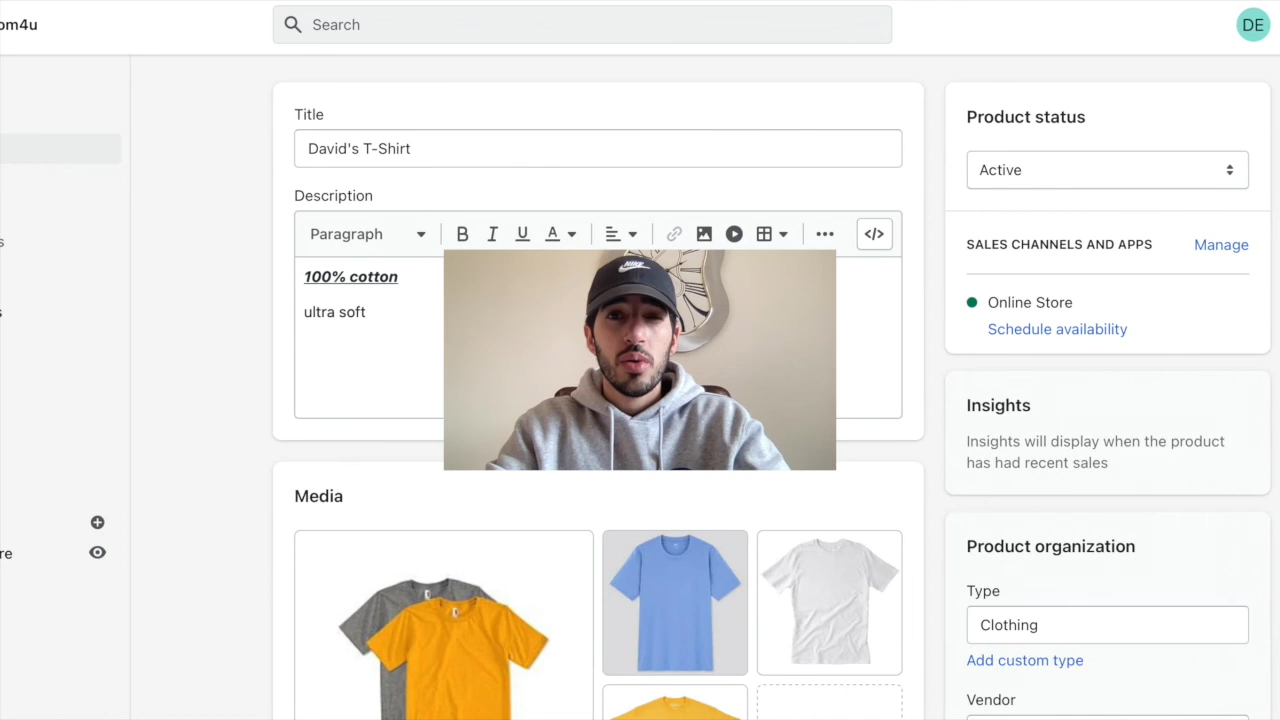 om4u
Search
DE
Title
David's T-Shirt
Description
Paragraph
B I U A </>
100% cotton
ultra soft
NIKE
Media
Product status
Active
SALES CHANNELS AND APPS Manage
Online Store
Schedule availability
Insights
Insights will display when the product
has had recent sales
Product organization
Type
Clothing
Add custom type
Vendor
s
s
re